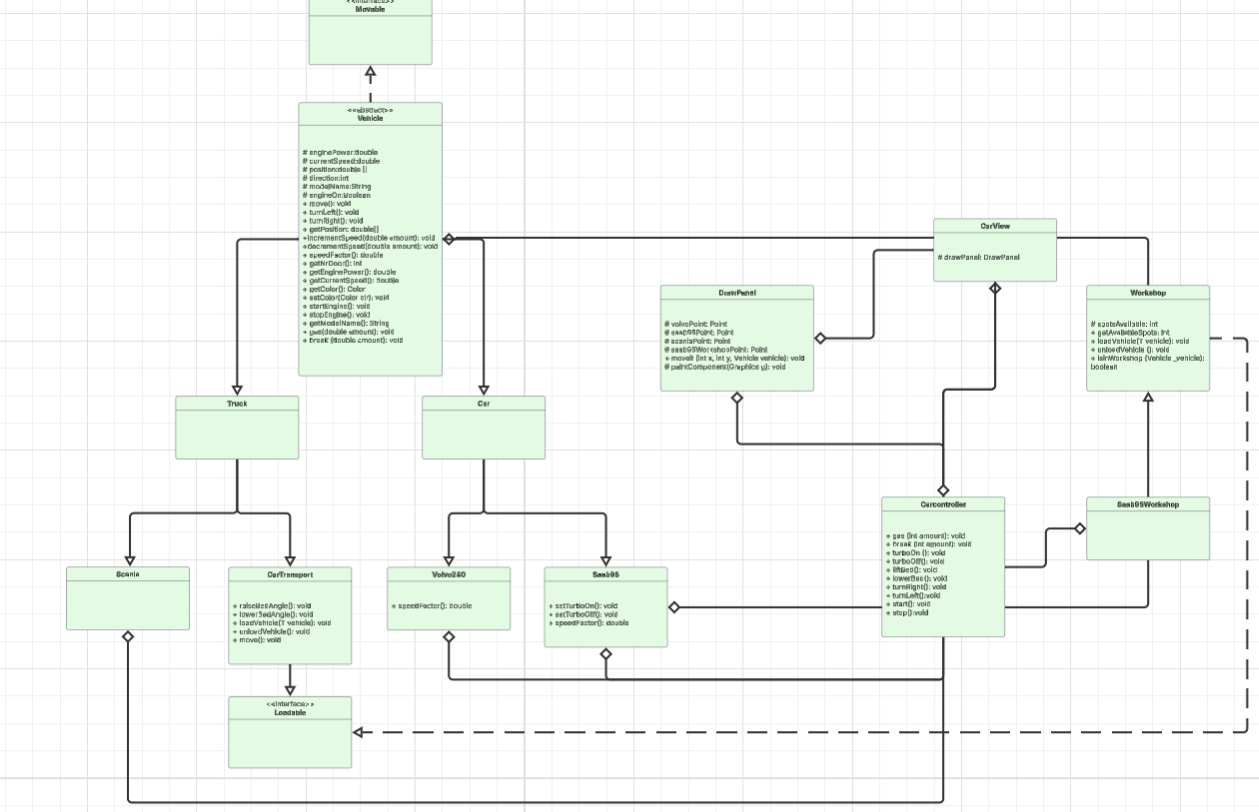 <<interface>>
Movable
<<abstract>>
Vehicle
# enginePower:double
# currentSpeed:double
# position:double []
# direction:int
# modelName:String
# engineOn:Boolean
+ move(): void
+ turnLeft(): void
+ turnRight(): void
+ getPosition: double[]
+incrementSpeed(double amount): void
+decrementSpeed(double amount): void
+ speedFactor(): double
+ getNrDoor(): int
+ getEnginePower(): double
+ getCurrentSpeed(): double
+ getColor(): Color
+ setColor(Color clr): void
+ startEngine(): void
+ stopEngine(): void
+ getModelName(): String
+ gas(double amount): void
+ break (double amount): void
CarView
# drawPanel: DrawPanel
DrawPanel
# volvoPoint: Point
# saab95Point: Point
# scaniaPoint: Point
# saab95WorkshopPoint: Point
+ moveit (int x, int y, Vehicle vehicle): void
# paintComponent(Graphics g): void
Workshop
# spotsAvailable: int
+ getAvailableSpots: int
+ loadVehicle(T vehicle): void
+ unloadVehicle (): void
+ isInWorkshop (Vehicle _vehicle):
boolean
Truck
Car
Carcontroller
+ gas (int amount): void
+ break (int amount): void
+ turboOn (): void
+ turboOff(): void
+ liftBed(): void
+ lowerBed(): void
+ turnRight(): void
+ turnLeft():void
+ start(): void
+ stop():void
Saab95Workshop
Scania
CarTransport
+ raiseBedAngle(): void
+ lowerBedAngle(): void
+ loadVehicle(T vehicle): void
+ unloadVehicle(): void
+ move(): void
Volvo240
+ speedFactor(): double
Saab95
+ setTurboOn(): void
+ setTurboOff(): void
+ speedFactor(): double
<<interface>>
Loadable